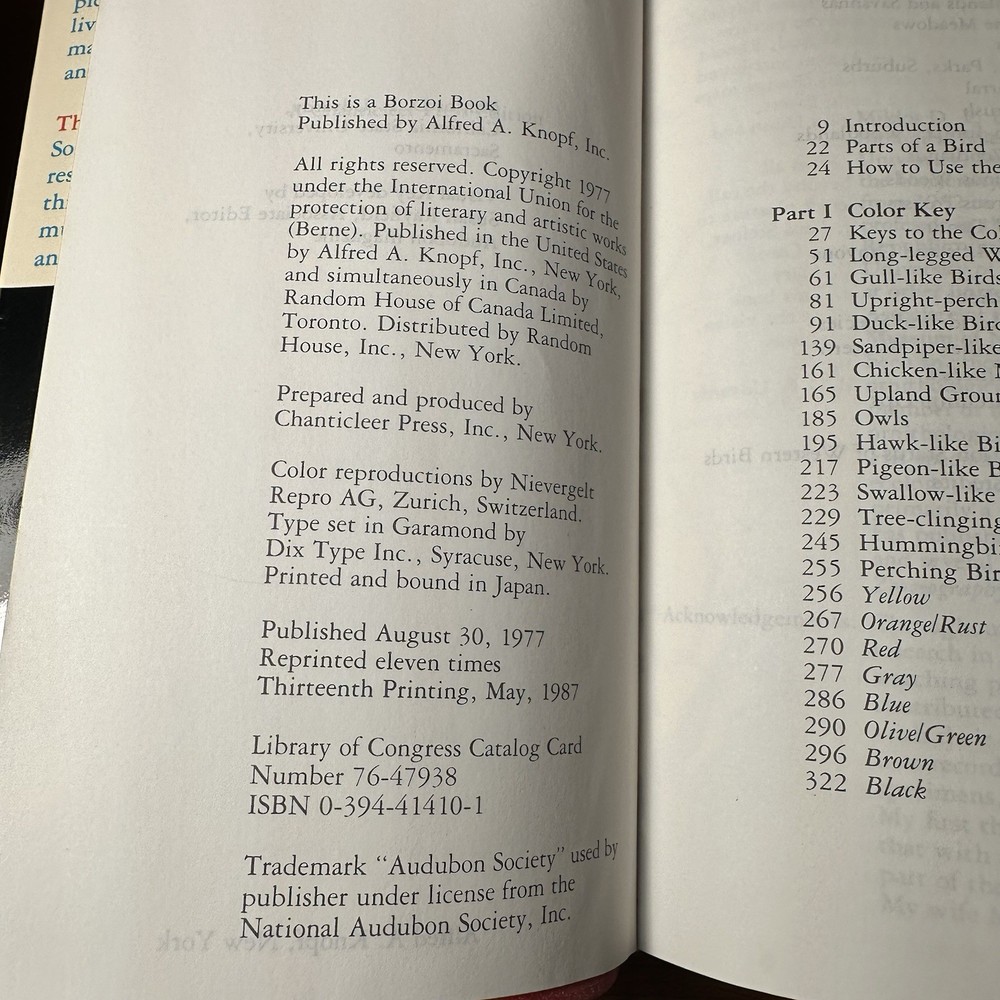 This is a Borzoi Book
Published by Alfred A. Knopf, Inc.
All rights reserved. Copyright 1977
under the International Union for the
protection of literary and artistic works
(Berne). Published in the United States
by Alfred A. Knopf, Inc., New York,
and simultaneously in Canada by
Random House of Canada Limited,
Toronto. Distributed by Random
House, Inc., New York.
Prepared and produced by
Chanticleer Press, Inc., New York.
Color reproductions by Nievergelt
Repro AG, Zurich, Switzerland.
Type set in Garamond by
Dix Type Inc., Syracuse, New York.
Printed and bound in Japan.
Published August 30, 1977
Reprinted eleven times
Thirteenth Printing, May, 1987
Library of Congress Catalog Card
Number 76-47938
ISBN 0-394-41410-1
Trademark "Audubon Society" used by
publisher under license from the
National Audubon Society, Inc.
9 Introduction
22 Parts of a Bird
24 How to Use the
Part I Color Key
27 Keys to the
51 Long-legged
61 Gull-like Birds
81 Upright-perch
91 Duck-like
139 Sandpiper-like
161 Chicken-like
165 Upland
185 Owls
195 Hawk-like
217 Pigeon-like
223 Swallow-like
229 Tree-clinging
245
255 Perching
256 Yellow
267 Orange/Rust
270 Red
277 Gray
286 Blue
290 Olive/Green
296 Brown
322 Black